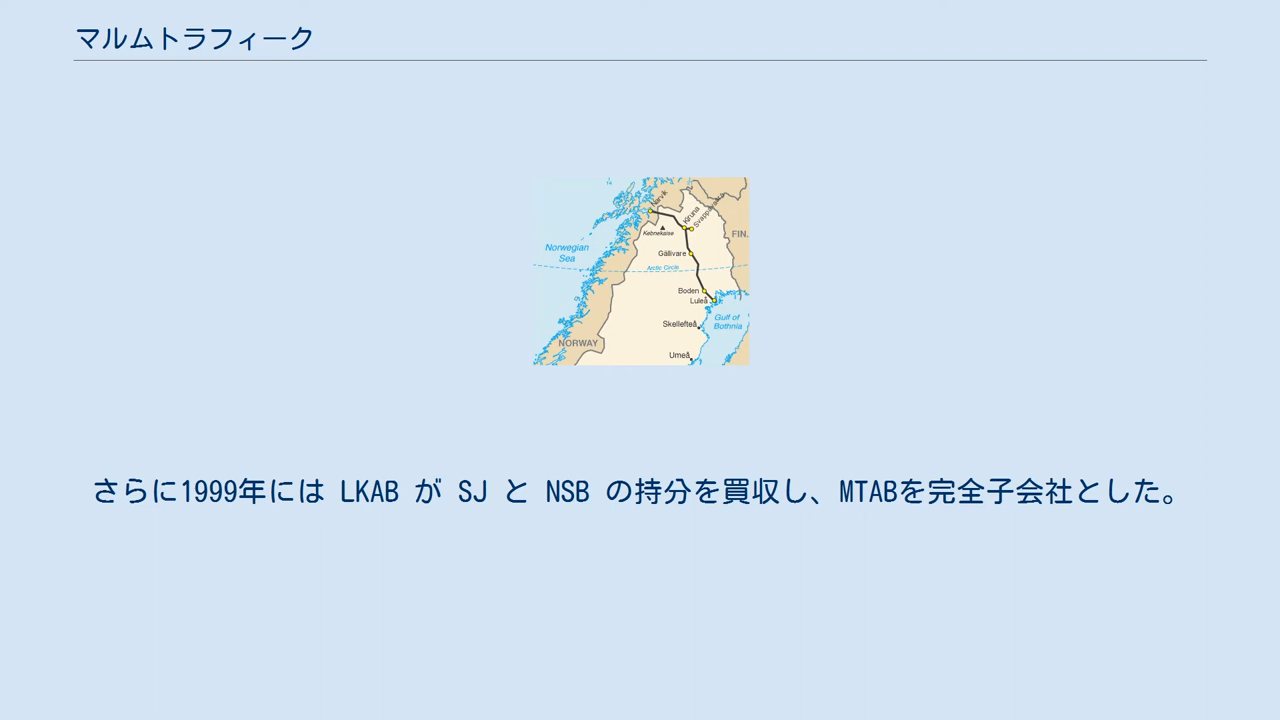 マルムトラフィーク
Narvik
Kiruna
Svappavaara
Kebnekaise
FIN.
Norwegian
Sea
Gällivare
Arctic Circle
Boden
Luleå
Gulf of
Bothnia
Skellefteå
NORWAY
Umeå
さらに1999年には LKAB が SJ と NSB の持分を買収し、MTABを完全子会社とした。